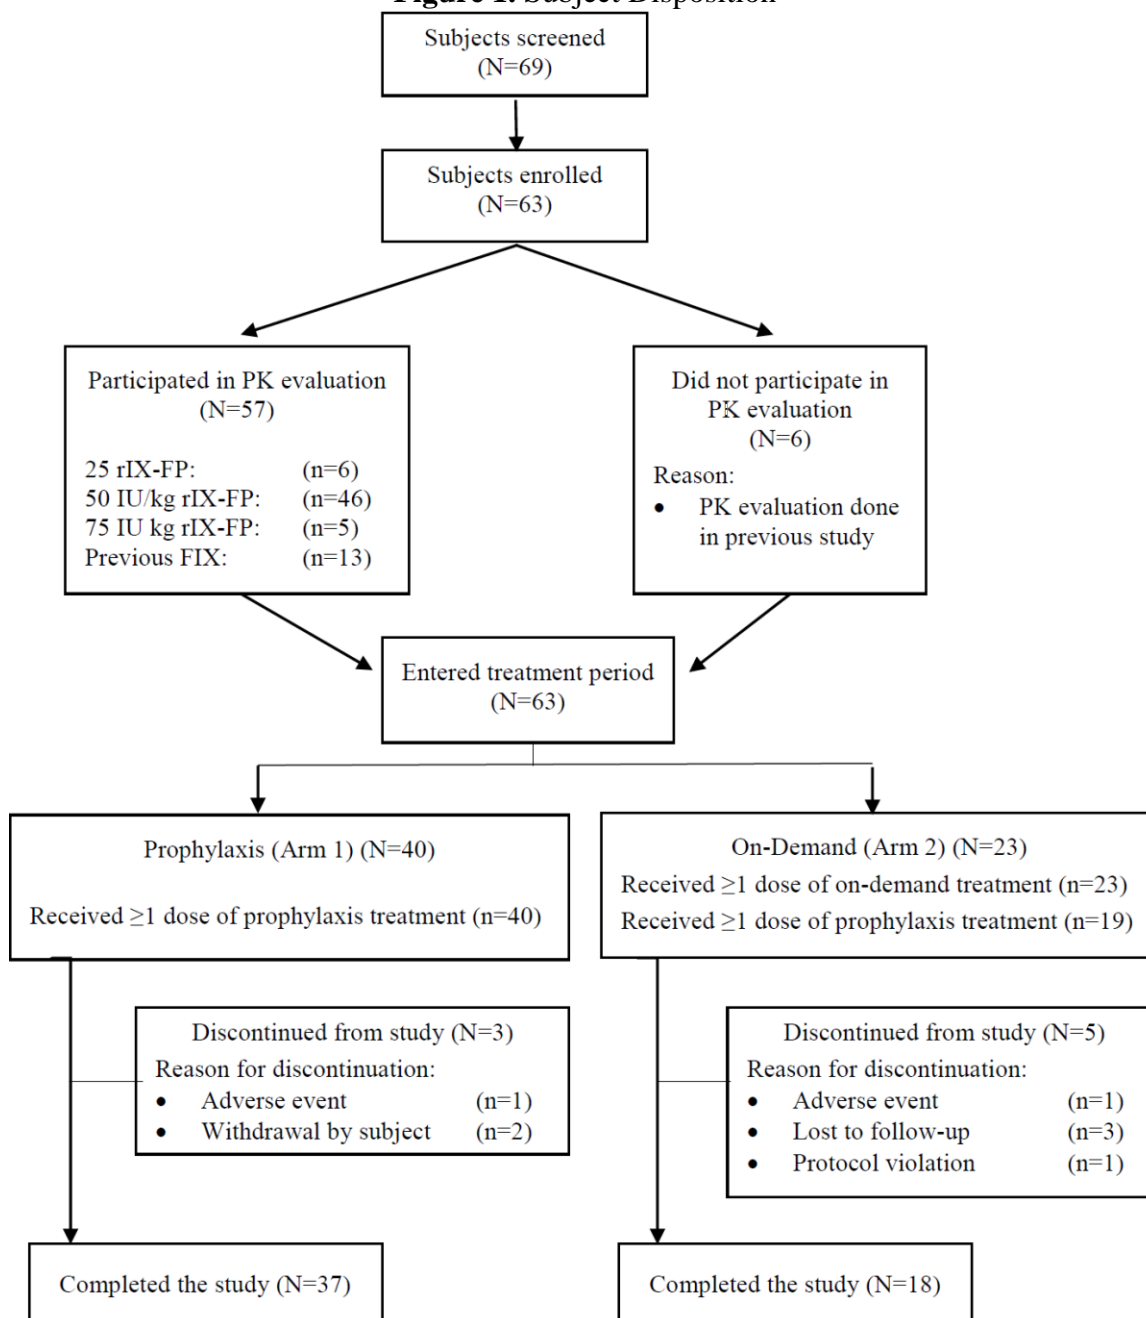 Figure 1. Subject Disposition
Subjects screened
(N=69)
Subjects enrolled
(N=63)
Participated in PK evaluation
(N=57)
25 rIX-FP: (n=6)
50 IU/kg rIX-FP: (n=46)
75 IU kg rIX-FP: (n=5)
Previous FIX: (n=13)
Did not participate in
PK evaluation
(N=6)
Reason:
• PK evaluation done
in previous study
Entered treatment period
(N=63)
Prophylaxis (Arm 1) (N=40)
Received ≥1 dose of prophylaxis treatment (n=40)
On-Demand (Arm 2) (N=23)
Received ≥1 dose of on-demand treatment (n=23)
Received ≥1 dose of prophylaxis treatment (n=19)
Discontinued from study (N=3)
Reason for discontinuation:
• Adverse event (n=1)
• Withdrawal by subject (n=2)
Discontinued from study (N=5)
Reason for discontinuation:
• Adverse event (n=1)
• Lost to follow-up (n=3)
• Protocol violation (n=1)
Completed the study (N=37)
Completed the study (N=18)